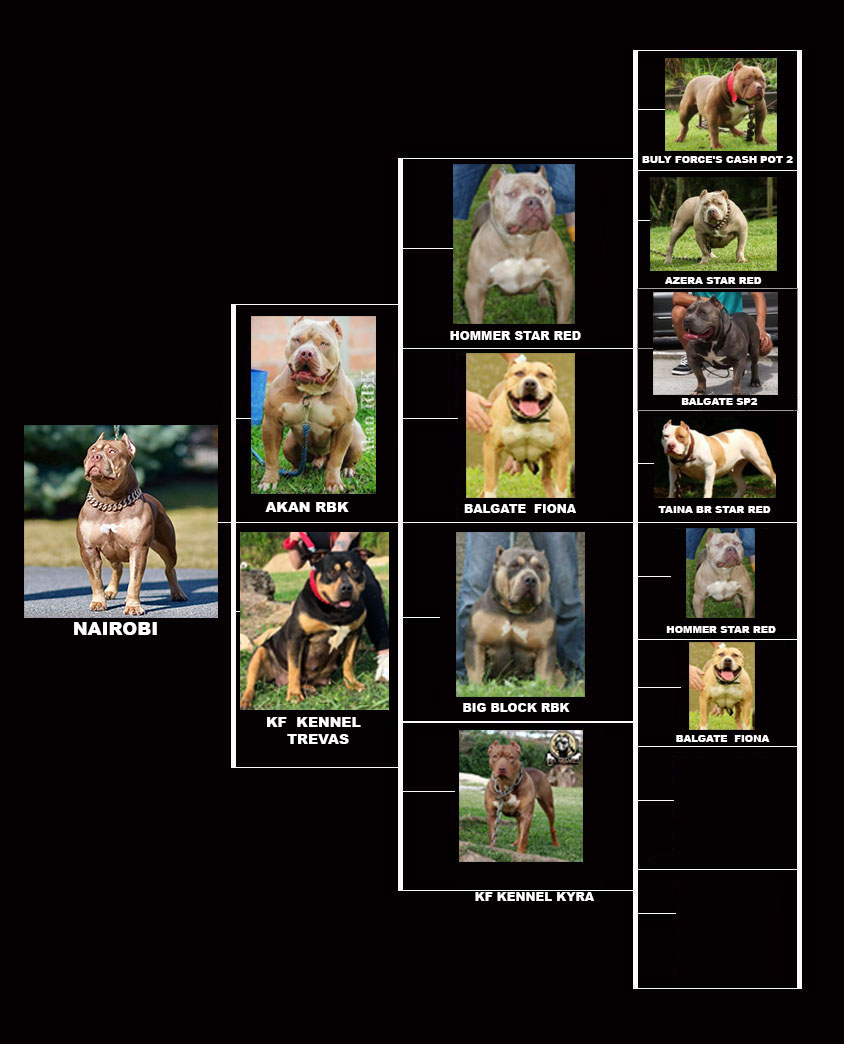 BULY FORCE'S CASH POT 2
AZERA STAR RED
HOMMER STAR RED
BALGATE SP2
AKAN RBK
BALGATE FIONA
TAINA BR STAR RED
NAIROBI
HOMMER STAR RED
KF KENNEL
TREVAS
BIG BLOCK RBK
BALGATE FIONA
KF KENNEL KYRA